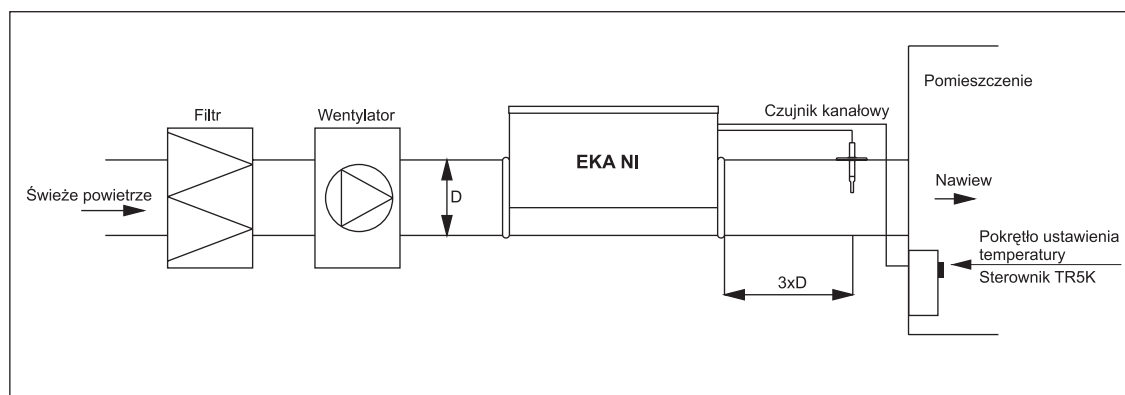 Pomieszczenie
Filtr
Wentylator
Czujnik kanałowy
EKA NI
Świeże powietrze
D
Nawiew
Pokrętło ustawienia
temperatury
Sterownik TR5K
3xD